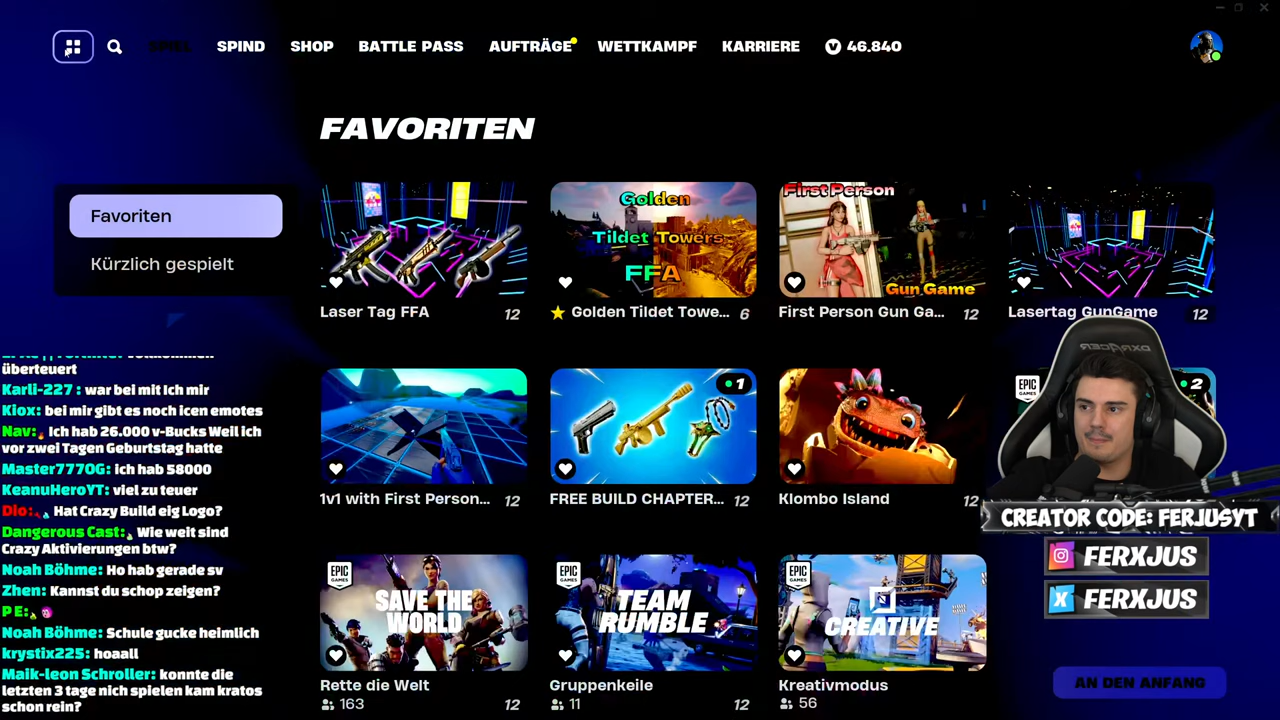 SPIELL
SPIND
SHOP
BATTLE PASS
AUFTRÄGE
WETTKAMPF
KARRIERE
46.840
FAVORITEN
Favoriten
Kürzlich gespielt
Laser Tag FFA
12
Golden
Tildet Towers
FFA
Golden Tildet Towe...
6
First Person
Gun Game
First Person Gun Ga...
12
Lasertag GunGame
12
1v1 with First Person...
12
1
FREE BUILD CHAPTER...
12
Klombo Island
12
EPIC
GAMES
2
EPIC
GAMES
SAVE THE
WORLD
Rette die Welt
163
12
EPIC
GAMES
TEAM
RUMBLE
Gruppenkeile
11
12
EPIC
GAMES
CREATIVE
Kreativmodus
56
DXRACER
CREATOR CODE: FERJUSYT
FERXJUS
X FERXJUS
AN DEN ANFANG
überteuert
Karli-227 : war bei mit Ich mir
Kiox: bei mir gibt es noch icen emotes
Nav: Ich hab 26.000 v-Bucks Weil ich
vor zwei Tagen Geburtstag hatte
Master777OG: ich hab 58000
KeanuHeroYT: viel zu teuer
Dio: Hat Crazy Build eig Logo?
Dangerous Cast: Wie weit sind
Crazy Aktivierungen btw?
Noah Böhme: Ho hab gerade sv
Zhen: Kannst du schop zeigen?
P E:
Noah Böhme: Schule gucke heimlich
krystix225: hoaall
Maik-leon Schroller: konnte die
letzten 3 tage nich spielen kam kratos
schon rein?